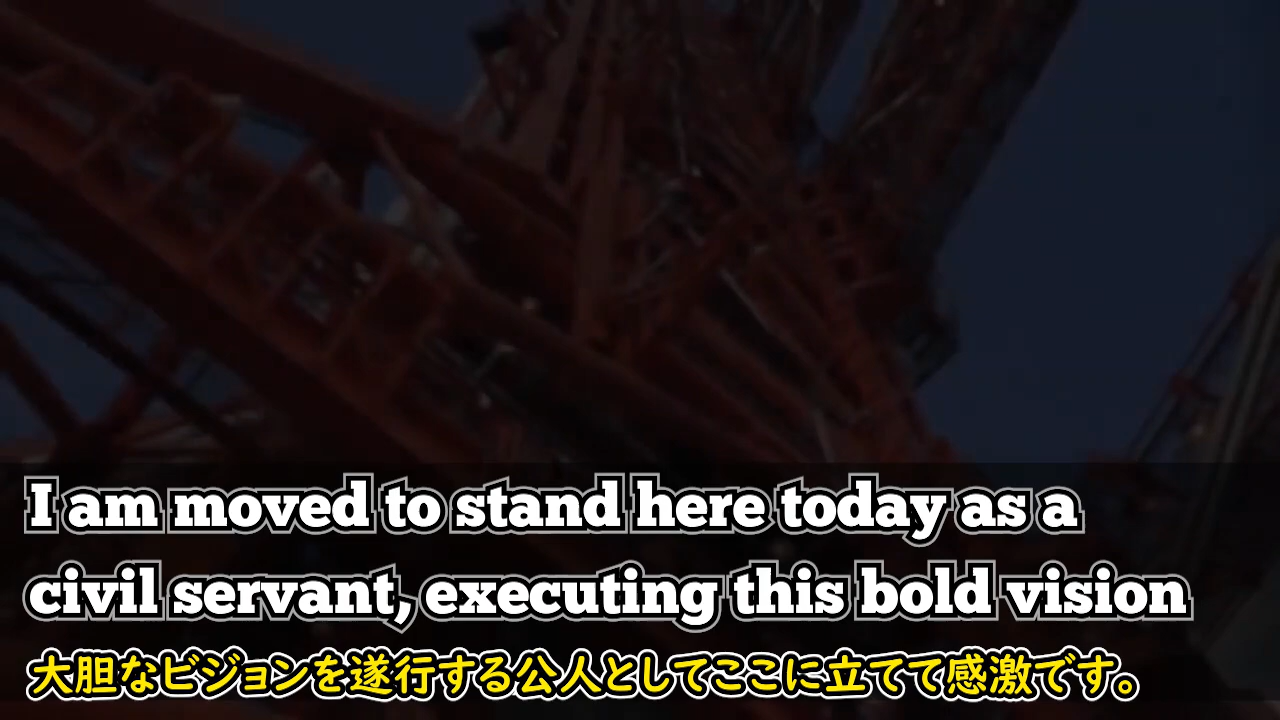 I am moved to stand here today as a
civil servant, executing this bold vision
大胆なビジョンを遂行する公人としてここに立てて感激です。